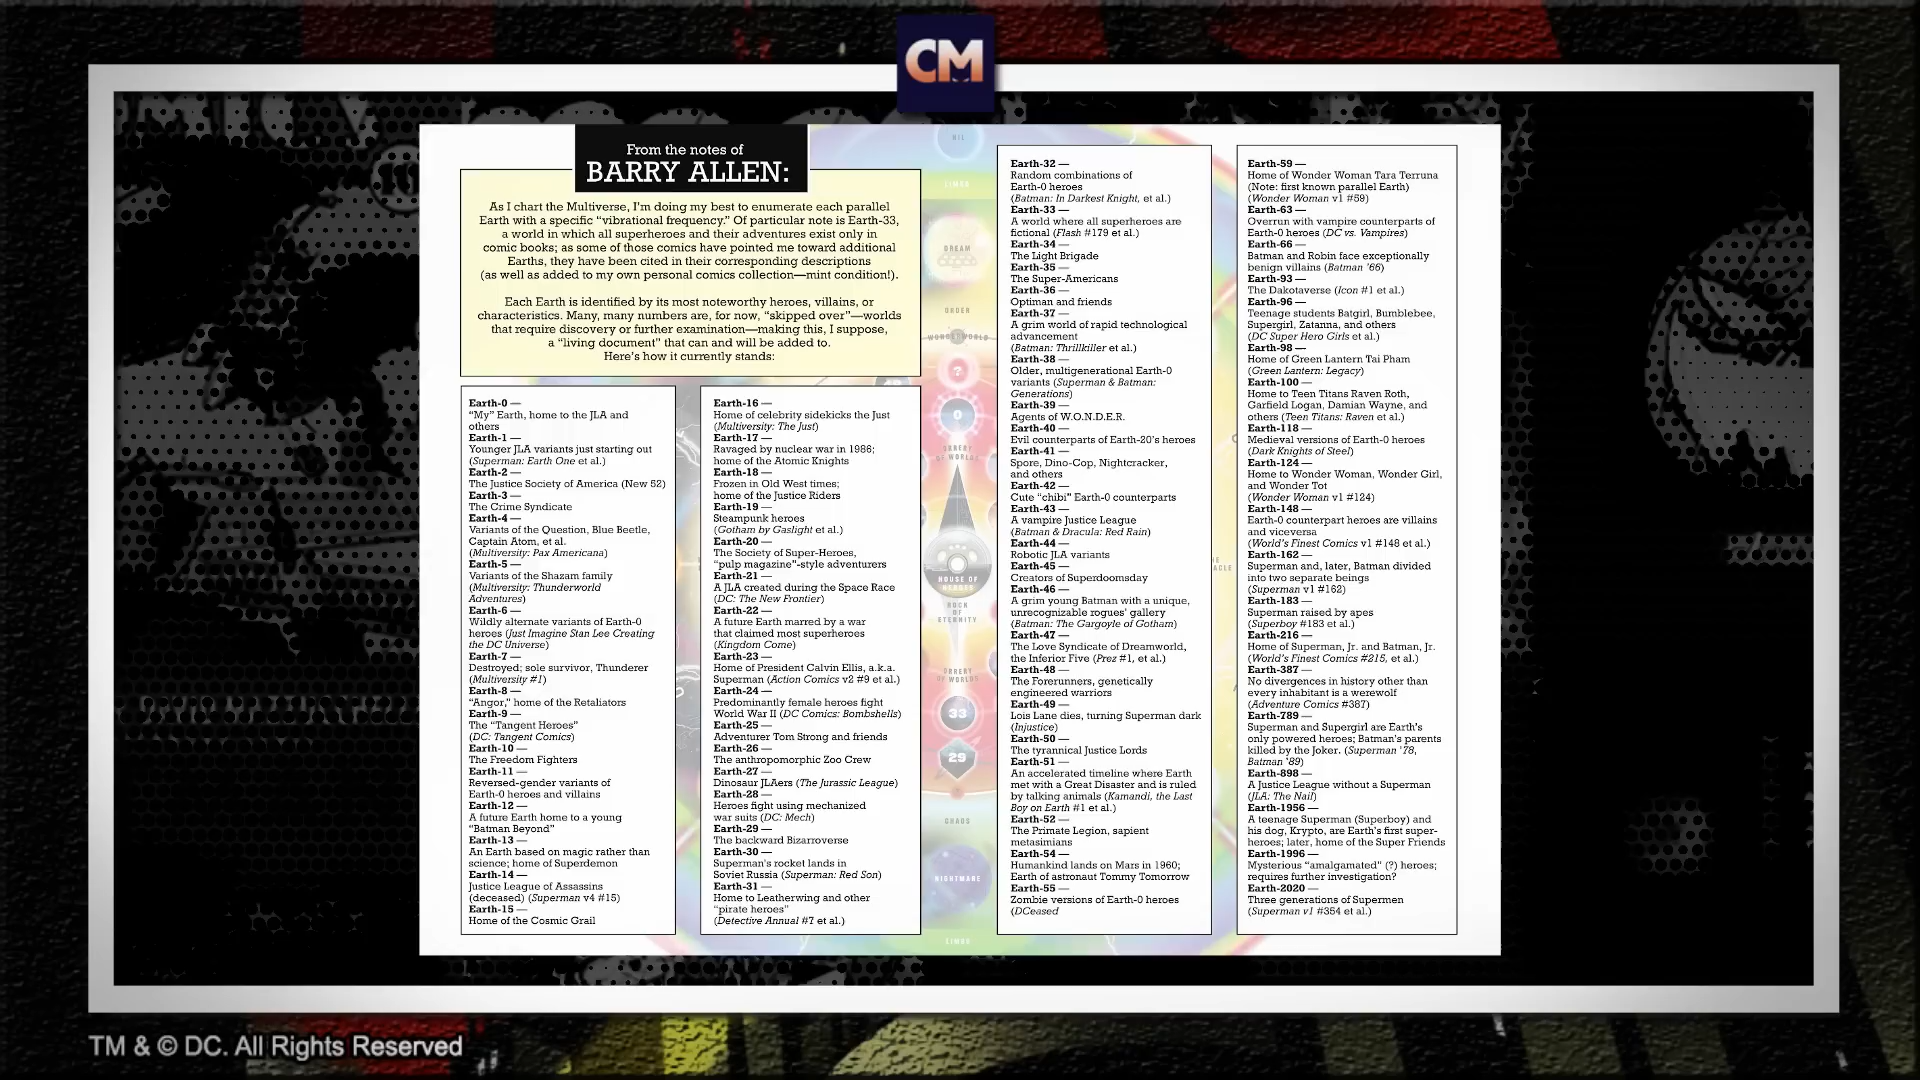 CM
From the notes of
BARRY ALLEN:
As I chart the Multiverse, I'm doing my best to enumerate each parallel
Earth with a specific “vibrational frequency.” Of particular note is Earth-33,
a world in which all superheroes and their adventures exist only in
comic books; as some of those comics have pointed me toward additional
Earths, they have been cited in their corresponding descriptions
(as well as added to my own personal comics collection—mint condition!).
Each Earth is identified by its most noteworthy heroes, villains, or
characteristics. Many, many numbers are, for now, “skipped over”—worlds
that require discovery or further examination—making this, I suppose,
a “living document” that can and will be added to.
Here's how it currently stands:
Earth-0 —
“My” Earth, home to the JLA and
others
Earth-1 —
Younger JLA variants just starting out
(Superman: Earth One et al.)
Earth-2 —
The Justice Society of America (New 52)
Earth-3 —
The Crime Syndicate
Earth-4 —
Variants of the Question, Blue Beetle,
Captain Atom, et al.
(Multiversity: Pax Americana)
Earth-5 —
Variants of the Shazam family
(Multiversity: Thunderworld
Adventures)
Earth-6 —
Wildly alternate variants of Earth-0
heroes (Just Imagine Stan Lee Creating
the DC Universe)
Earth-7 —
Destroyed; sole survivor, Thunderer
(Multiversity #1)
Earth-8 —
“Angor,” home of the Retaliators
Earth-9 —
The “Tangent Heroes”
(DC: Tangent Comics)
Earth-10 —
The Freedom Fighters
Earth-11 —
Reversed-gender variants of
Earth-0 heroes and villains
Earth-12 —
A future Earth home to a young
“Batman Beyond”
Earth-13 —
An Earth based on magic rather than
science; home of Superdemon
Earth-14 —
Justice League of Assassins
(deceased) (Superman v4 #15)
Earth-15 —
Home of the Cosmic Grail
Earth-16 —
Home of celebrity sidekicks the Just
(Multiversity: The Just)
Earth-17 —
Ravaged by nuclear war in 1986;
home of the Atomic Knights
Earth-18 —
Frozen in Old West times;
home of the Justice Riders
Earth-19 —
Steampunk heroes
(Gotham by Gaslight et al.)
Earth-20 —
The Society of Super-Heroes,
“pulp magazine”-style adventurers
Earth-21 —
A JLA created during the Space Race
(DC: The New Frontier)
Earth-22 —
A future Earth marred by a war
that claimed most superheroes
(Kingdom Come)
Earth-23 —
Home of President Calvin Ellis, a.k.a.
Superman (Action Comics v2 #9 et al.)
Earth-24 —
Predominantly female heroes fight
World War II (DC Comics: Bombshells)
Earth-25 —
Adventurer Tom Strong and friends
Earth-26 —
The anthropomorphic Zoo Crew
Earth-27 —
Dinosaur JLAers (The Jurassic League)
Earth-28 —
Heroes fight using mechanized
war suits (DC: Mech)
Earth-29 —
The backward Bizarroverse
Earth-30 —
Superman's rocket lands in
Soviet Russia (Superman: Red Son)
Earth-31 —
Home to Leatherwing and other
“pirate heroes”
(Detective Annual #7 et al.)
NIL
LIMBO
DREAM
ORDER
WONDERWORLD
?
0
ORRERY
OF WORLDS
HOUSE OF
HEROES
ROCK
OF
ETERNITY
ORRERY
OF WORLDS
33
29
CHAOS
NIGHTMARE
LIMBO
Earth-32 —
Random combinations of
Earth-0 heroes
(Batman: In Darkest Knight, et al.)
Earth-33 —
A world where all superheroes are
fictional (Flash #179 et al.)
Earth-34 —
The Light Brigade
Earth-35 —
The Super-Americans
Earth-36 —
Optiman and friends
Earth-37 —
A grim world of rapid technological
advancement
(Batman: Thrillkiller et al.)
Earth-38 —
Older, multigenerational Earth-0
variants (Superman & Batman:
Generations)
Earth-39 —
Agents of W.O.N.D.E.R.
Earth-40 —
Evil counterparts of Earth-20's heroes
Earth-41 —
Spore, Dino-Cop, Nightcracker,
and others
Earth-42 —
Cute “chibi” Earth-0 counterparts
Earth-43 —
A vampire Justice League
(Batman & Dracula: Red Rain)
Earth-44 —
Robotic JLA variants
Earth-45 —
Creators of Superdoomsday
Earth-46 —
A grim young Batman with a unique,
unrecognizable rogues' gallery
(Batman: The Gargoyle of Gotham)
Earth-47 —
The Love Syndicate of Dreamworld,
the Inferior Five (Prez #1, et al.)
Earth-48 —
The Forerunners, genetically
engineered warriors
Earth-49 —
Lois Lane dies, turning Superman dark
(Injustice)
Earth-50 —
The tyrannical Justice Lords
Earth-51 —
An accelerated timeline where Earth
met with a Great Disaster and is ruled
by talking animals (Kamandi, the Last
Boy on Earth #1 et al.)
Earth-52 —
The Primate Legion, sapient
metasimians
Earth-54 —
Humankind lands on Mars in 1960;
Earth of astronaut Tommy Tomorrow
Earth-55 —
Zombie versions of Earth-0 heroes
(DCeased
Earth-59 —
Home of Wonder Woman Tara Terruna
(Note: first known parallel Earth)
(Wonder Woman v1 #59)
Earth-63 —
Overrun with vampire counterparts of
Earth-0 heroes (DC vs. Vampires)
Earth-66 —
Batman and Robin face exceptionally
benign villains (Batman '66)
Earth-93 —
The Dakotaverse (Icon #1 et al.)
Earth-96 —
Teenage students Batgirl, Bumblebee,
Supergirl, Zatanna, and others
(DC Super Hero Girls et al.)
Earth-98 —
Home of Green Lantern Tai Pham
(Green Lantern: Legacy)
Earth-100 —
Home to Teen Titans Raven Roth,
Garfield Logan, Damian Wayne, and
others (Teen Titans: Raven et al.)
Earth-118 —
Medieval versions of Earth-0 heroes
(Dark Knights of Steel)
Earth-124 —
Home to Wonder Woman, Wonder Girl,
and Wonder Tot
(Wonder Woman v1 #124)
Earth-148 —
Earth-0 counterpart heroes are villains
and viceversa
(World's Finest Comics v1 #148 et al.)
Earth-162 —
Superman and, later, Batman divided
into two separate beings
(Superman v1 #162)
Earth-183 —
Superman raised by apes
(Superboy #183 et al.)
Earth-216 —
Home of Superman, Jr. and Batman, Jr.
(World's Finest Comics #215, et al.)
Earth-387 —
No divergences in history other than
every inhabitant is a werewolf
(Adventure Comics #387)
Earth-789 —
Superman and Supergirl are Earth's
only powered heroes; Batman's parents
killed by the Joker. (Superman '78,
Batman '89)
Earth-898 —
A Justice League without a Superman
(JLA: The Nail)
Earth-1956 —
A teenage Superman (Superboy) and
his dog, Krypto, are Earth's first super-
heroes; later, home of the Super Friends
Earth-1996 —
Mysterious “amalgamated” (?) heroes;
requires further investigation?
Earth-2020 —
Three generations of Supermen
(Superman v1 #354 et al.)
TM & © DC. All Rights Reserved